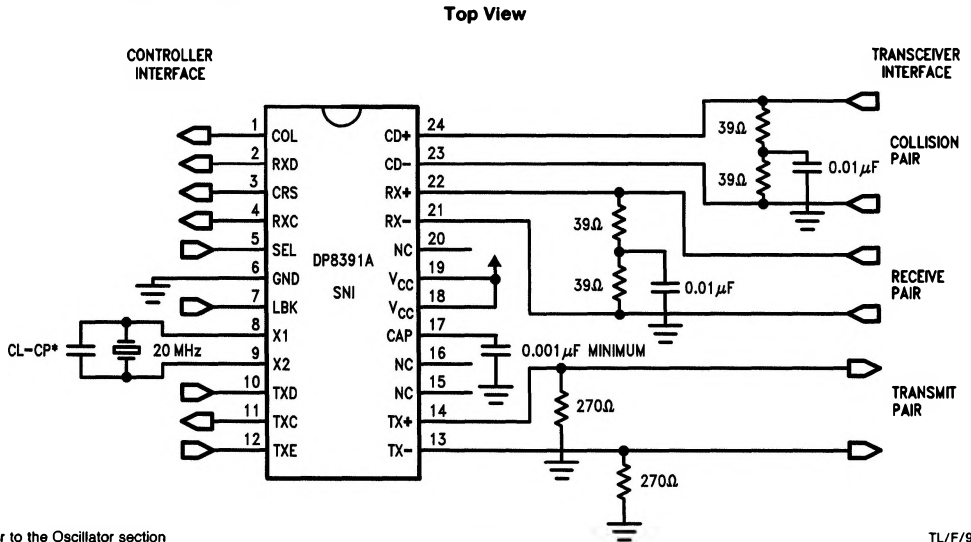 Top View
CONTROLLER
INTERFACE
TRANSCEIVER
INTERFACE
1 COL
2 RXD
3 CRS
4 RXC
5 SEL
6 GND
7 LBK
8 X1
9 X2
10 TXD
11 TXC
12 TXE
DP8391A
SNI
CD+ 24
CD- 23
RX+ 22
RX- 21
NC 20
VCC 19
VCC 18
CAP 17
NC 16
NC 15
TX+ 14
TX- 13
CL-CP*
20 MHz
39Ω
39Ω
0.01μF
COLLISION
PAIR
39Ω
39Ω
0.01μF
RECEIVE
PAIR
0.001μF MINIMUM
270Ω
270Ω
TRANSMIT
PAIR
r to the Oscillator section
TL/F/9